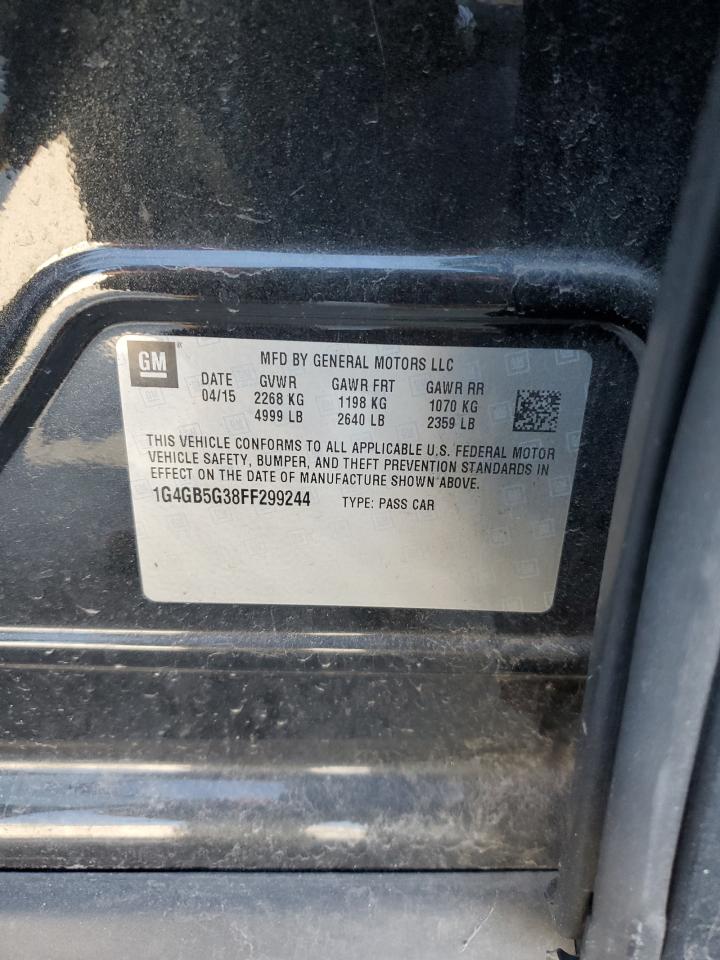 GM
MFD BY GENERAL MOTORS LLC
DATE GVWR GAWR FRT GAWR RR
04/15 2268 KG 1198 KG 1070 KG
4999 LB 2640 LB 2359 LB
THIS VEHICLE CONFORMS TO ALL APPLICABLE U.S. FEDERAL MOTOR
VEHICLE SAFETY, BUMPER, AND THEFT PREVENTION STANDARDS IN
EFFECT ON THE DATE OF MANUFACTURE SHOWN ABOVE.
1G4GB5G38FF299244 TYPE: PASS CAR